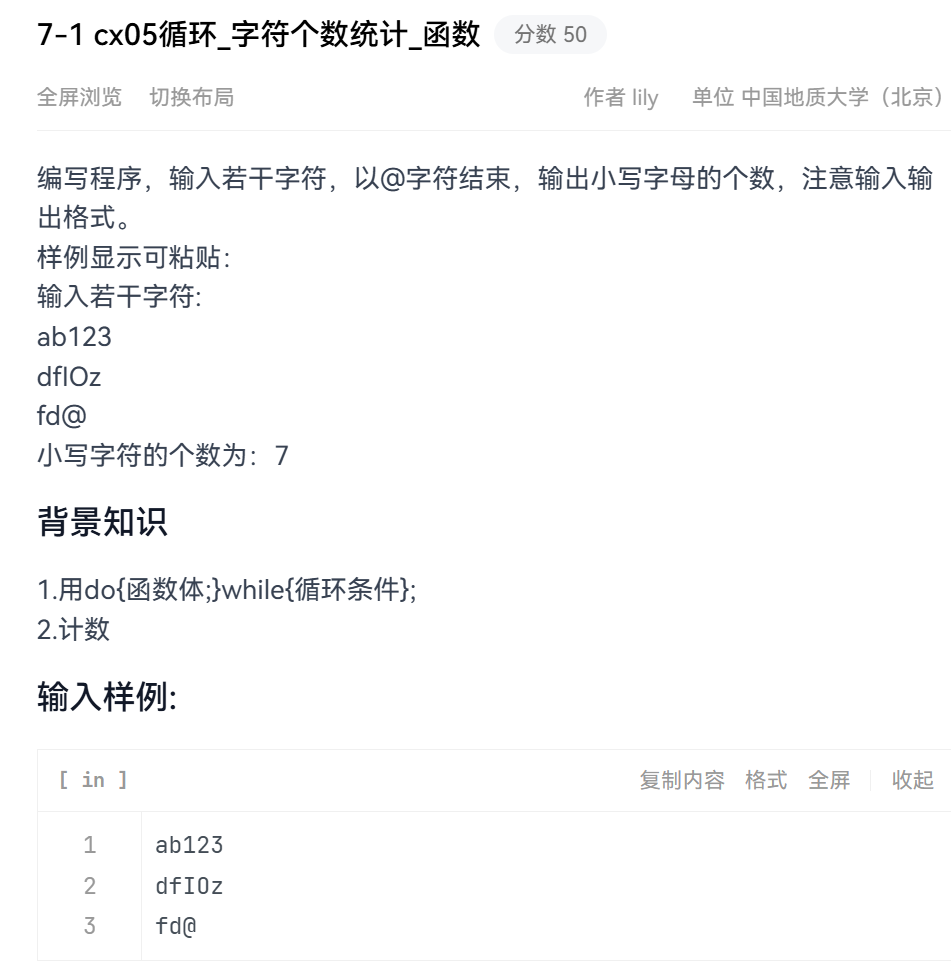 7-1 cx05循环_字符个数统计_函数 分数 50
全屏浏览 切换布局 作者 lily 单位 中国地质大学（北京）
编写程序，输入若干字符，以@字符结束，输出小写字母的个数，注意输入输
出格式。
样例显示可粘贴：
输入若干字符:
ab123
dfIOz
fd@
小写字符的个数为：7
背景知识
1.用do{函数体;}while{循环条件};
2.计数
输入样例:
[ in ] 复制内容 格式 全屏 收起
1 ab123
2 dfIOz
3 fd@